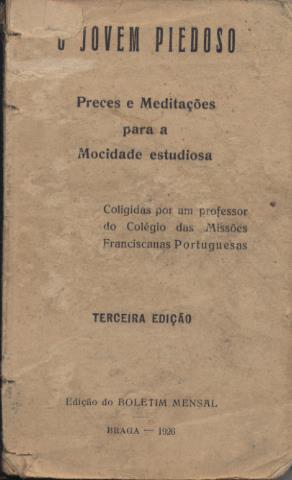 O JOVEM PIEDOSO
Preces e Meditações
para a
Mocidade estudiosa
Coligidas por um professor
do Colégio das Missões
Franciscanas Portuguesas
TERCEIRA EDIÇÃO
Edição do BOLETIM MENSAL
BRAGA — 1926